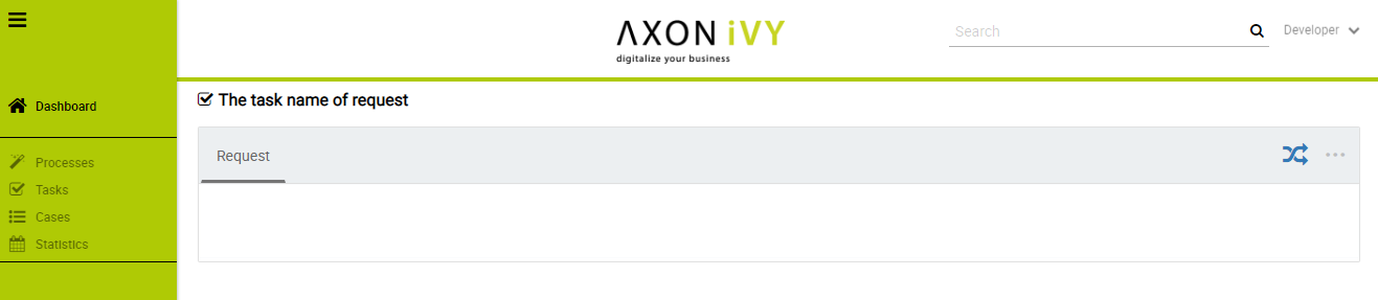 AXON iVY
digitalize your business
Search
Developer
Dashboard
Processes
Tasks
Cases
Statistics
The task name of request
Request